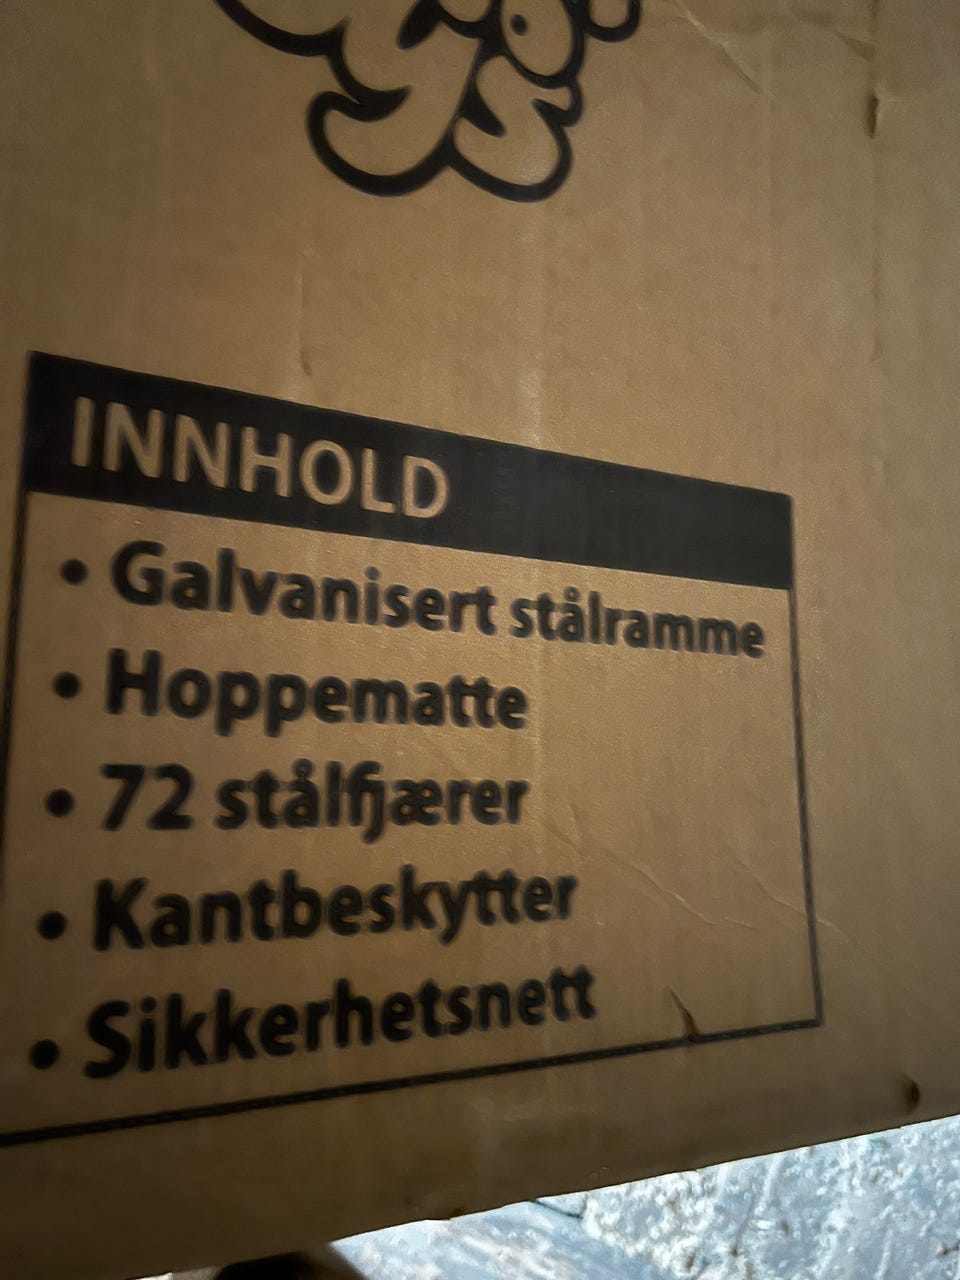 INNHOLD
• Galvanisert stålramme
• Hoppematte
• 72 stålfjærer
• Kantbeskytter
• Sikkerhetsnett